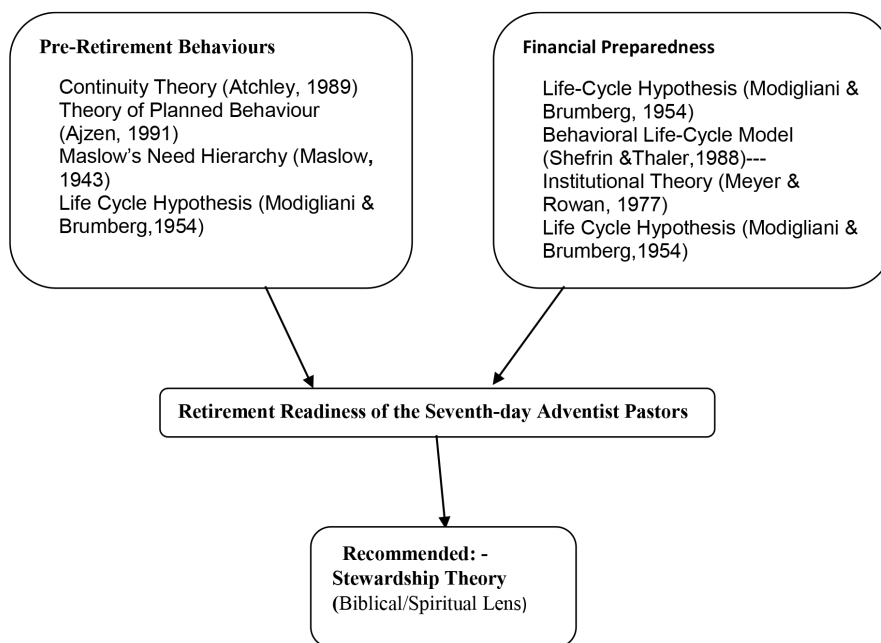 Pre-Retirement Behaviours
Continuity Theory (Atchley, 1989)
Theory of Planned Behaviour
(Ajzen, 1991)
Maslow's Need Hierarchy (Maslow,
1943)
Life Cycle Hypothesis (Modigliani &
Brumberg,1954)
Financial Preparedness
Life-Cycle Hypothesis (Modigliani &
Brumberg, 1954)
Behavioral Life-Cycle Model
(Shefrin &Thaler,1988)---
Institutional Theory (Meyer &
Rowan, 1977)
Life Cycle Hypothesis (Modigliani &
Brumberg,1954)
Retirement Readiness of the Seventh-day Adventist Pastors
Recommended: -
Stewardship Theory
(Biblical/Spiritual Lens)